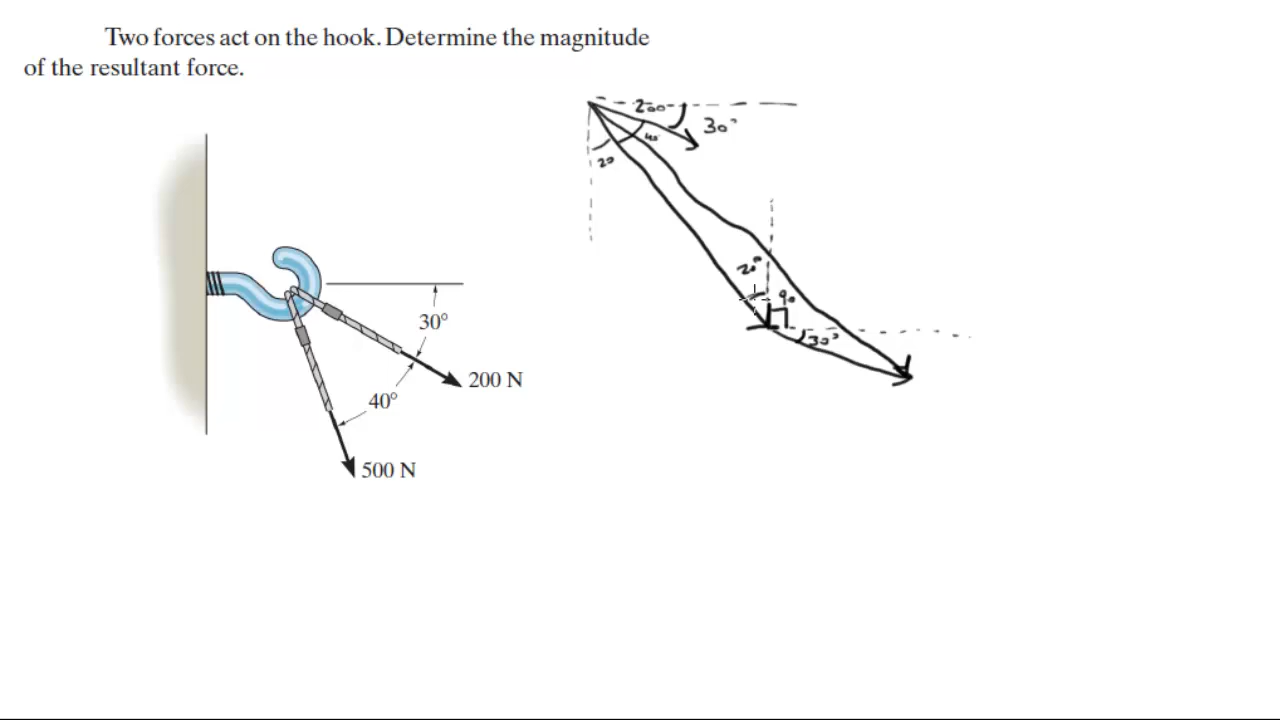 Two forces act on the hook. Determine the magnitude
of the resultant force.
200
30°
40
20
30°
200 N
40°
500 N
20°
90
30°